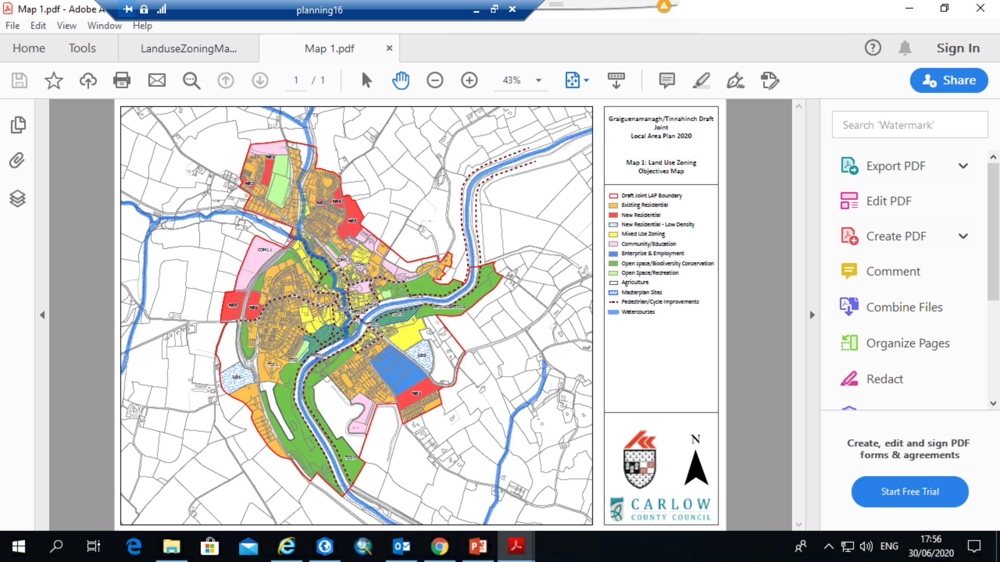 Map 1.pdf - Adobe A
planning16
File Edit View Window Help
Home Tools LanduseZoningMa... Map 1.pdf Sign In
1 / 1 43% Share
Graiguenamanagh/Tinnahinch Draft
Joint
Local Area Plan 2020
Map 1: Land Use Zoning
Objectives Map
Draft Joint LAP Boundary
Existing Residential
New Residential
New Residential - Low Density
Mixed Use Zoning
Community/Education
Enterprise & Employment
Open space/Biodiversity Conservation
Open Space/Recreation
Agriculture
Masterplan Sites
Pedestrian/Cycle Improvements
Watercourses
N
CARLOW
COUNTY COUNCIL
NR2
NR3
NR4
NR7
COM1.1
NR5
NR6
LD2
LD1
NR1
Search 'Watermark'
Export PDF
Edit PDF
Create PDF
Comment
Combine Files
Organize Pages
Redact
Create, edit and sign PDF
forms & agreements
Start Free Trial
ENG
17:56
30/06/2020